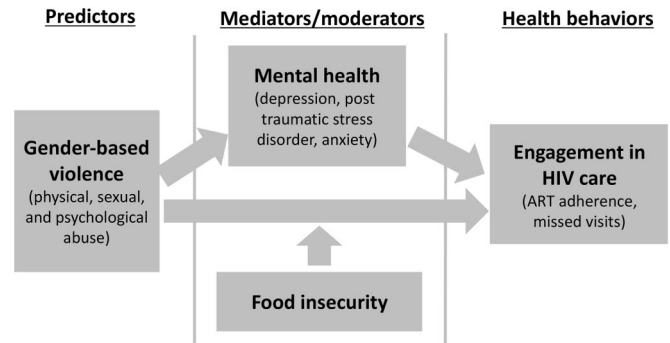 Predictors
Mediators/moderators
Health behaviors
Mental health
(depression, post
traumatic stress
disorder, anxiety)
Gender-based
violence
(physical, sexual,
and psychological
abuse)
Engagement in
HIV care
(ART adherence,
missed visits)
Food insecurity